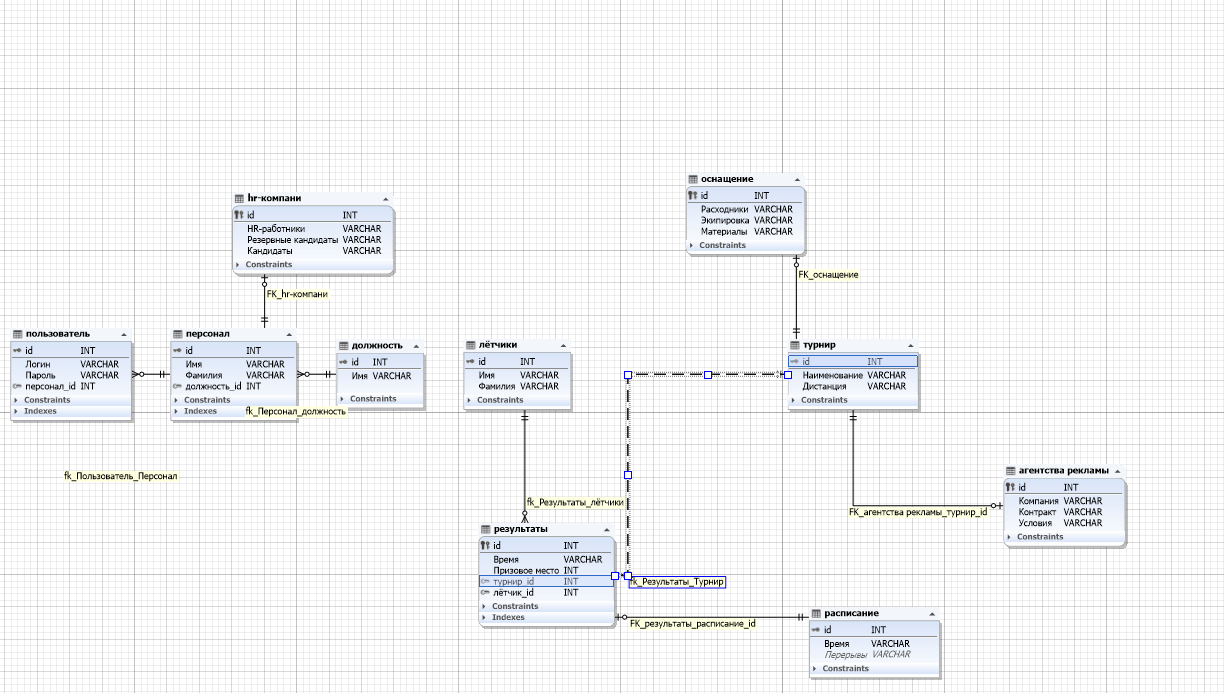 оснащение
id INT
Расходники VARCHAR
Экипировка VARCHAR
Материалы VARCHAR
Constraints
FK_оснащение
hr-компани
id INT
HR-работники VARCHAR
Резервные кандидаты VARCHAR
Кандидаты VARCHAR
Constraints
FK_hr-компани
пользователь
id INT
Логин VARCHAR
Пароль VARCHAR
персонал_id INT
Constraints
Indexes
fk_Пользователь_Персонал
персонал
id INT
Имя VARCHAR
Фамилия VARCHAR
должность_id INT
Constraints
Indexes
fk_Персонал_должность
должность
id INT
Имя VARCHAR
Constraints
лётчики
id INT
Имя VARCHAR
Фамилия VARCHAR
Constraints
fk_Результаты_лётчики
турнир
id INT
Наименование VARCHAR
Дистанция VARCHAR
Constraints
агентства рекламы
id INT
Компания VARCHAR
Контракт VARCHAR
Условия VARCHAR
Constraints
FK_агентства рекламы_турнир_id
результаты
id INT
Время VARCHAR
Призовое место INT
турнир_id INT
лётчик_id INT
Constraints
Indexes
fk_Результаты_Турнир
FK_результаты_расписание_id
расписание
id INT
Время VARCHAR
Перерывы VARCHAR
Constraints